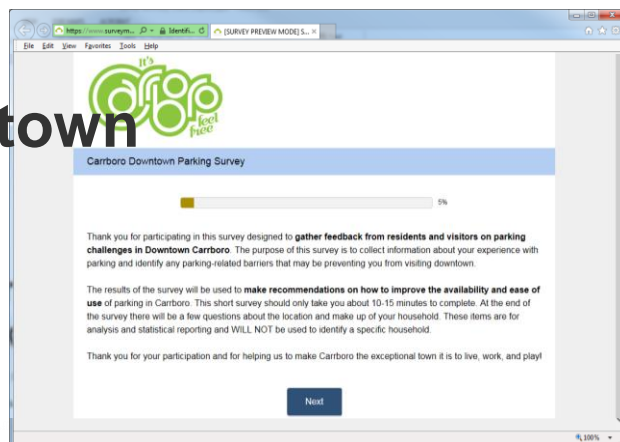 https://www.surveym... Identifi... [SURVEY PREVIEW MODE] S...
File Edit View Favorites Tools Help
it's
Carrboro
feel
free
town
Carrboro Downtown Parking Survey
5%
Thank you for participating in this survey designed to gather feedback from residents and visitors on parking
challenges in Downtown Carrboro. The purpose of this survey is to collect information about your experience with
parking and identify any parking-related barriers that may be preventing you from visiting downtown.
The results of the survey will be used to make recommendations on how to improve the availability and ease of
use of parking in Carrboro. This short survey should only take you about 10-15 minutes to complete. At the end of
the survey there will be a few questions about the location and make up of your household. These items are for
analysis and statistical reporting and WILL NOT be used to identify a specific household.
Thank you for your participation and for helping us to make Carrboro the exceptional town it is to live, work, and play!
Next
100%